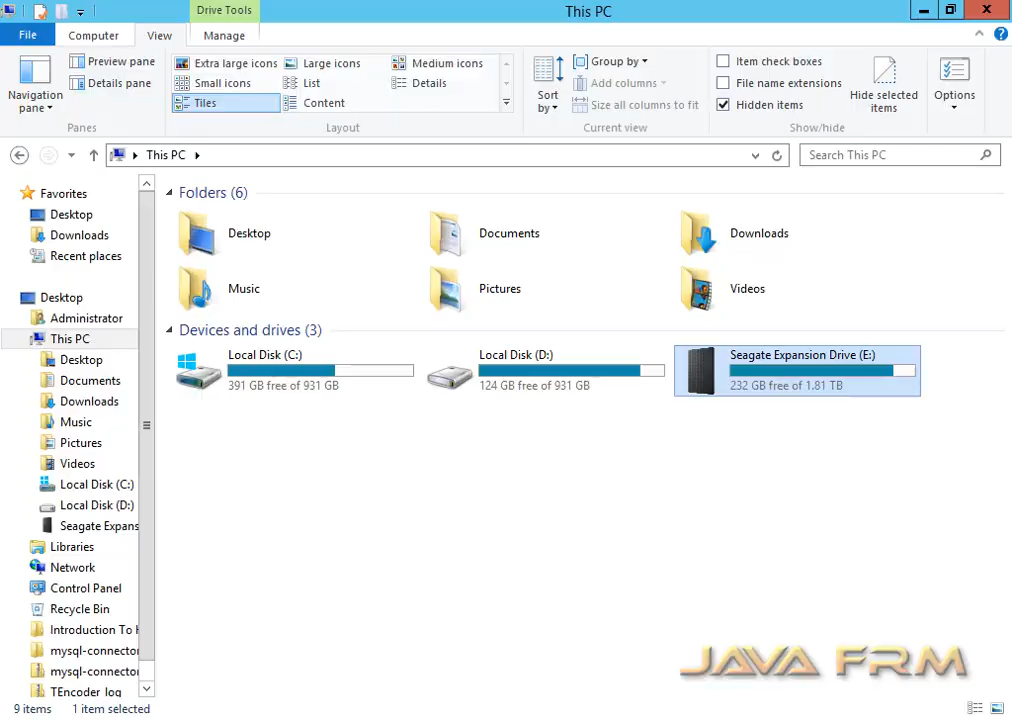 Drive Tools
This PC
File
Computer
View
Manage
Navigation pane
Preview pane
Details pane
Panes
Extra large icons
Large icons
Medium icons
Small icons
List
Details
Tiles
Content
Layout
Sort by
Group by
Add columns
Size all columns to fit
Current view
Item check boxes
File name extensions
Hidden items
Hide selected items
Show/hide
Options
This PC
Search This PC
Favorites
Desktop
Downloads
Recent places
Desktop
Administrator
This PC
Desktop
Documents
Downloads
Music
Pictures
Videos
Local Disk (C:)
Local Disk (D:)
Seagate Expans
Libraries
Network
Control Panel
Recycle Bin
Introduction To H
mysql-connector
mysql-connector
TEncoder log
Folders (6)
Desktop
Documents
Downloads
Music
Pictures
Videos
Devices and drives (3)
Local Disk (C:)
391 GB free of 931 GB
Local Disk (D:)
124 GB free of 931 GB
Seagate Expansion Drive (E:)
232 GB free of 1.81 TB
JAVA FRM
9 items
1 item selected